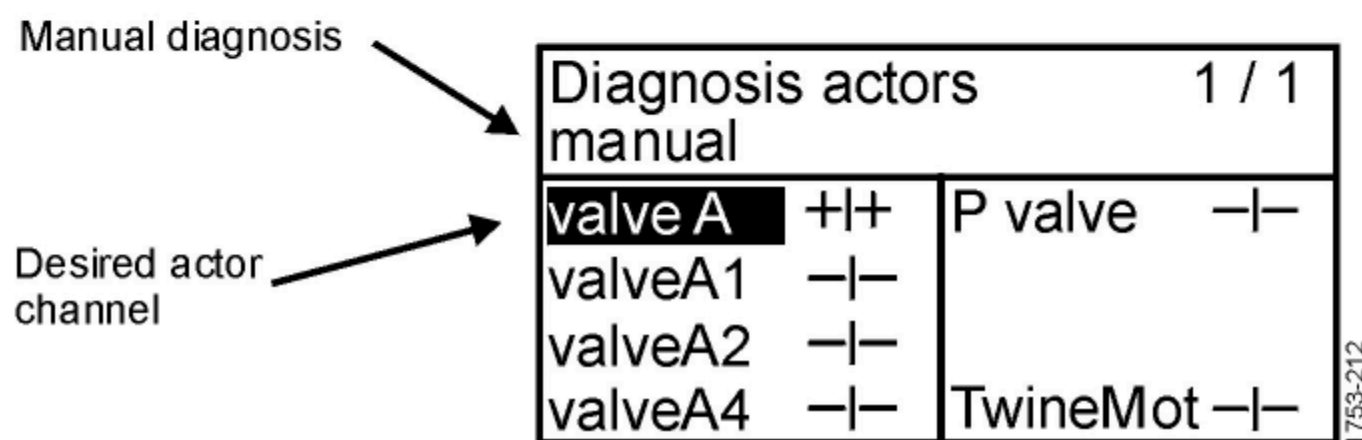 Manual diagnosis
Desired actor
channel
Diagnosis actors 1 / 1
manual
valve A +|+ P valve —|—
valveA1 —|—
valveA2 —|—
valveA4 —|— TwineMot —|—
753-212